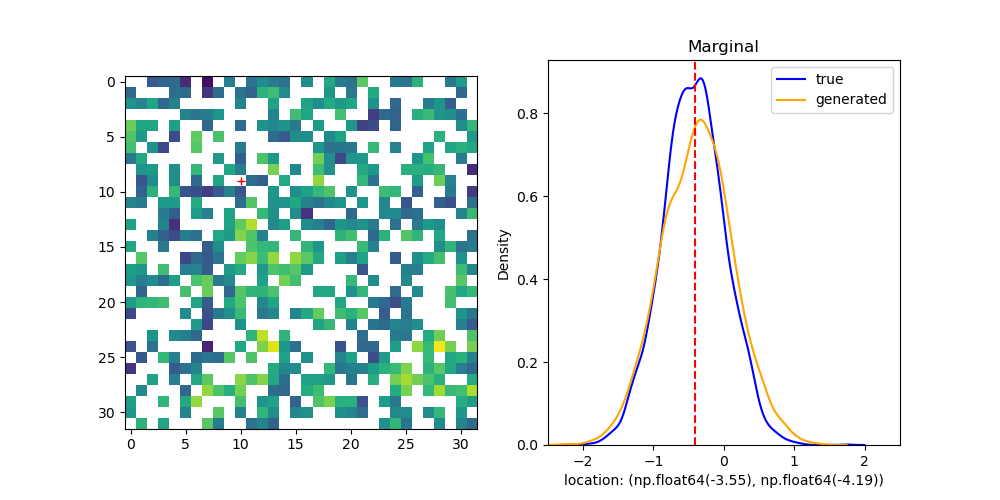 Marginal
true
generated
0
5
10
15
20
25
30
0 5 10 15 20 25 30
Density
0.8
0.6
0.4
0.2
0.0
−2 −1 0 1 2
location: (np.float64(-3.55), np.float64(-4.19))